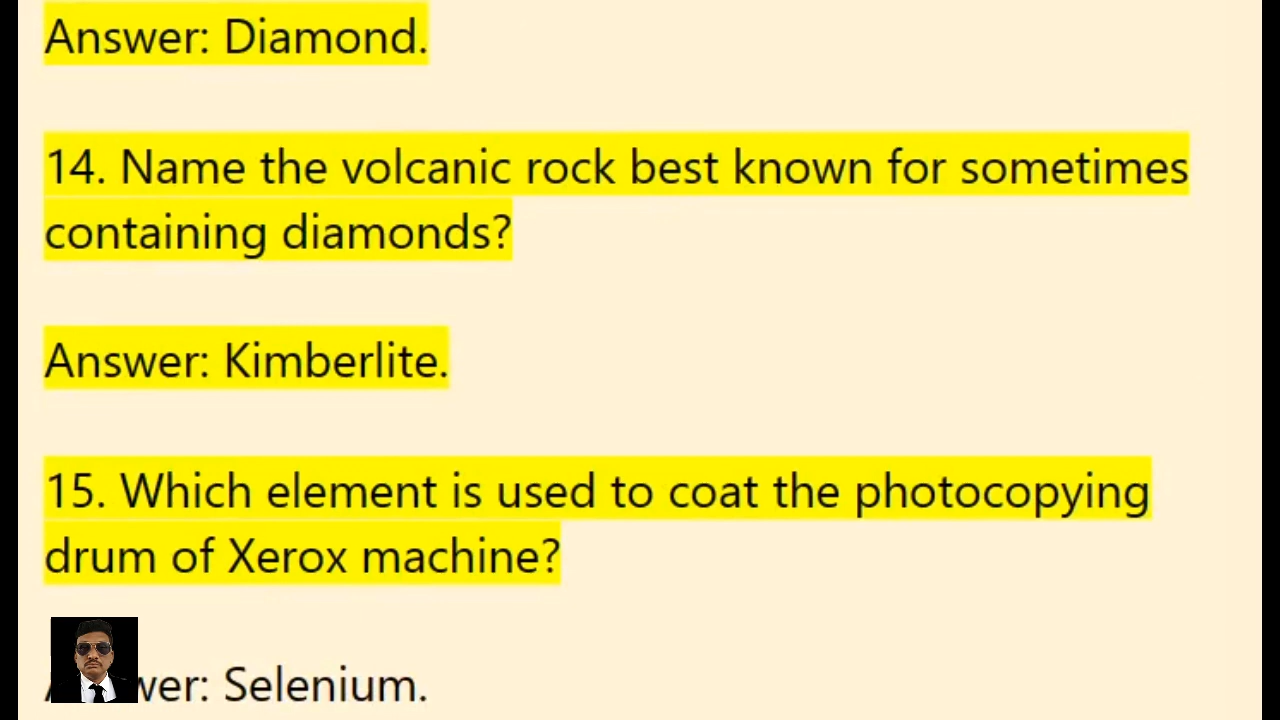 Answer: Diamond.
14. Name the volcanic rock best known for sometimes
containing diamonds?
Answer: Kimberlite.
15. Which element is used to coat the photocopying
drum of Xerox machine?
wer: Selenium.